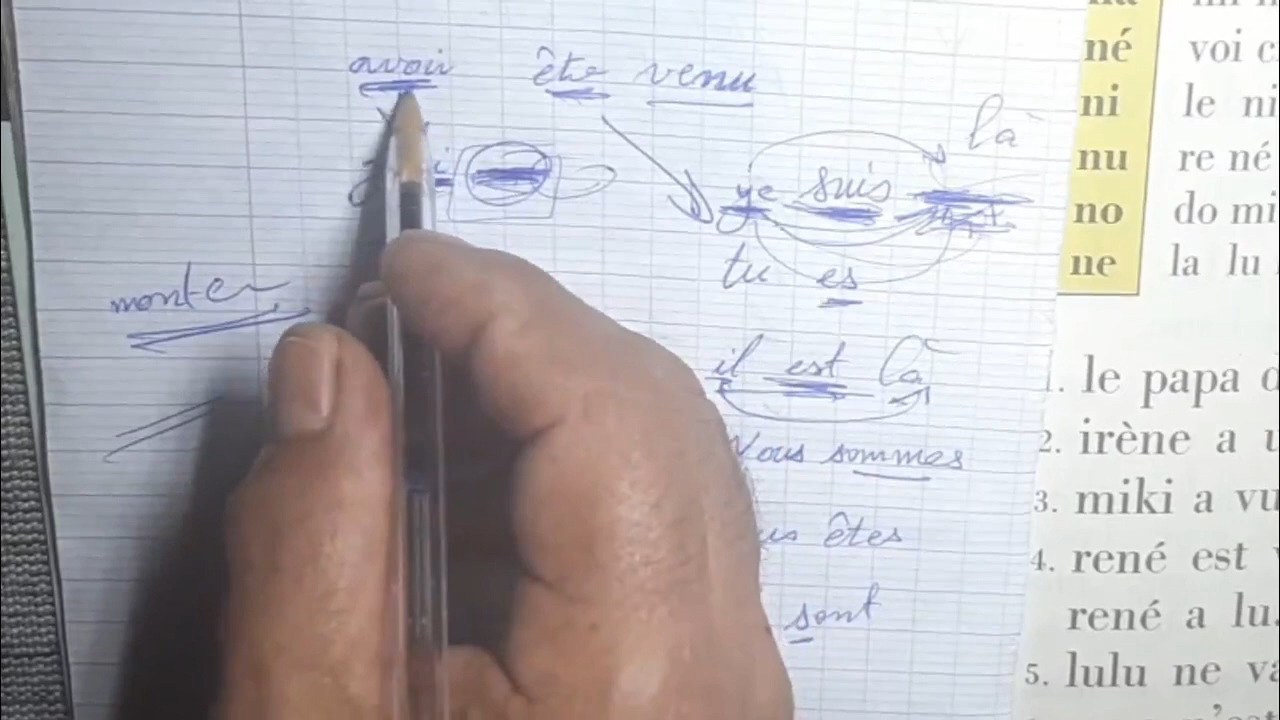 avoir être venu
là
je suis
tu es
monter
il est là
Nous sommes
êtes
sont
né voi
ni le ni
nu re né
no do mi
ne la lu
1. le papa
2. irène a
3. miki a vu
4. rené est
rené a lu.
5. lulu ne va